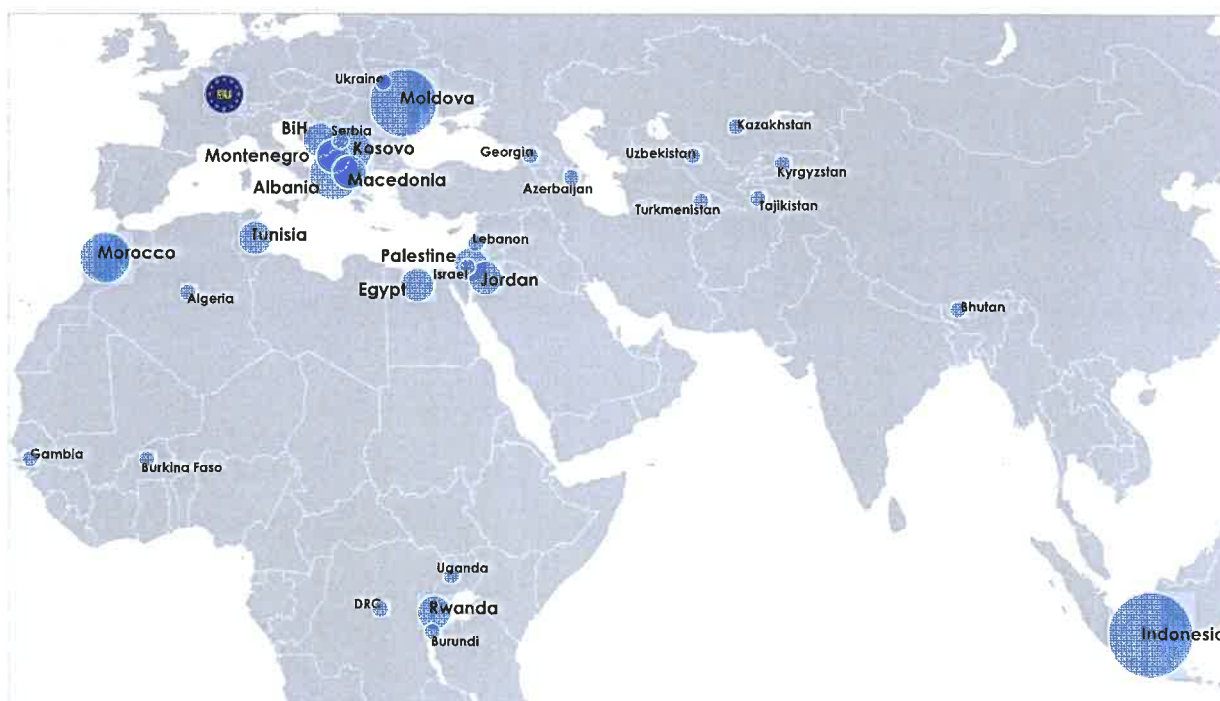 Ukraine
EU
Moldova
BiH
Serbia
Kosovo
Montenegro
Macedonia
Albania
Georgia
Azerbaijan
Kazakhstan
Uzbekistan
Kyrgyzstan
Turkmenistan
Tajikistan
Tunisia
Morocco
Algeria
Lebanon
Palestine
Israel
Jordan
Egypt
Bhutan
Gambia
Burkina Faso
Uganda
DRC
Rwanda
Burundi
Indonesia